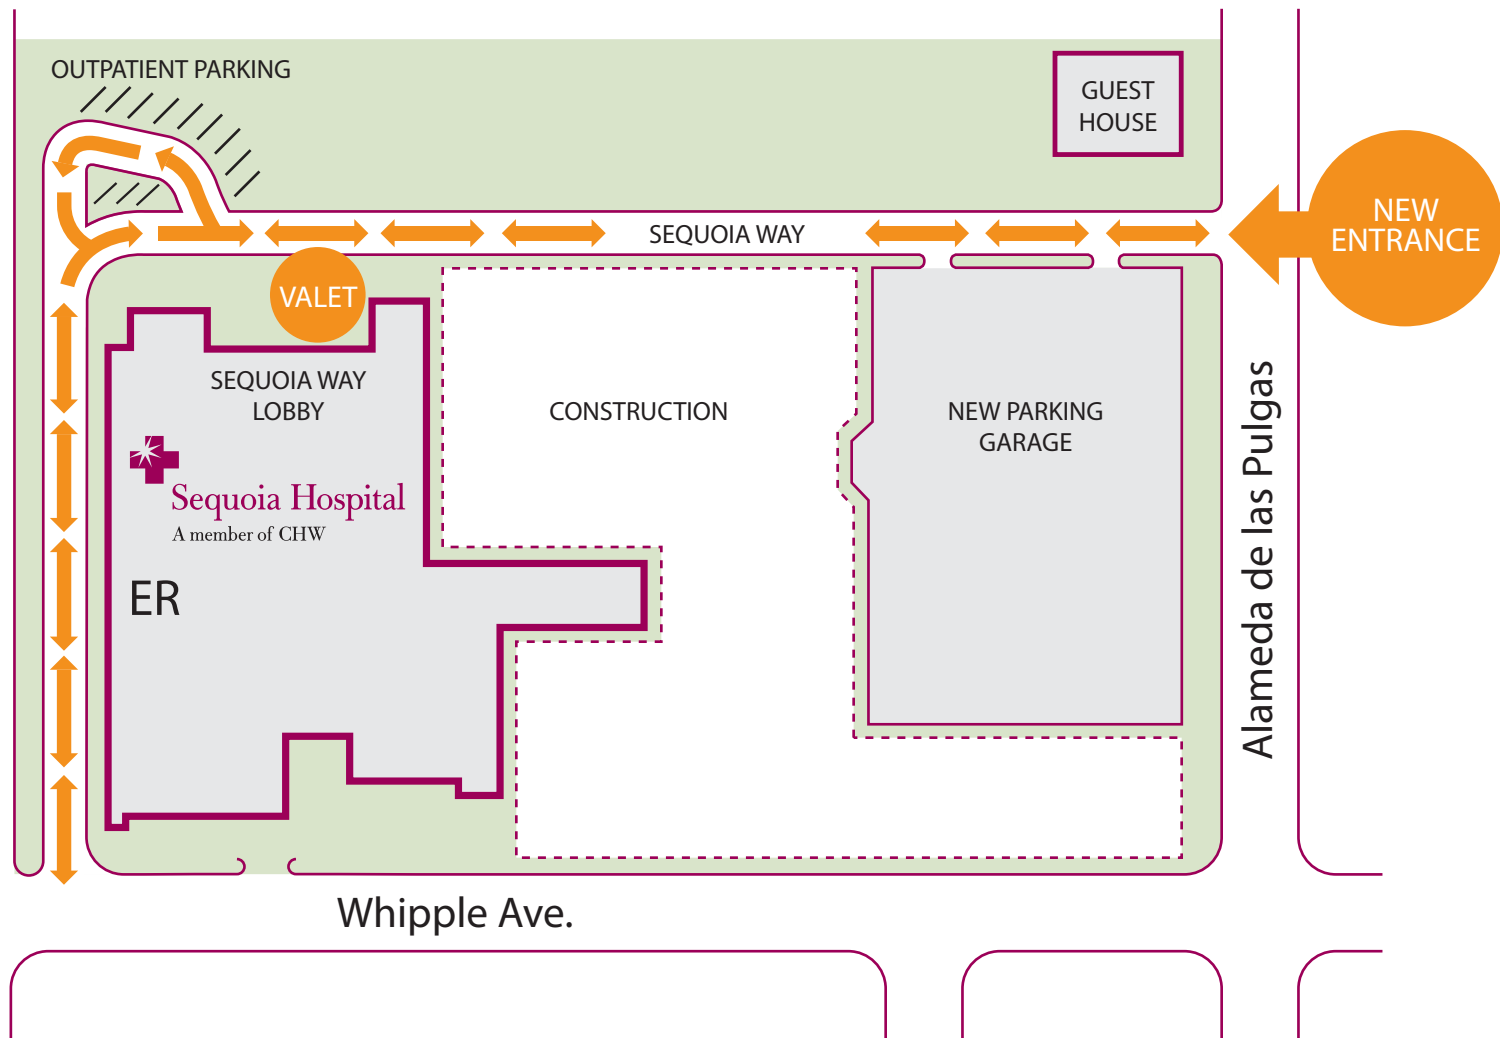 OUTPATIENT PARKING
GUEST
HOUSE
NEW
ENTRANCE
SEQUOIA WAY
VALET
SEQUOIA WAY
LOBBY
CONSTRUCTION
NEW PARKING
GARAGE
Sequoia Hospital
A member of CHW
ER
Alameda de las Pulgas
Whipple Ave.